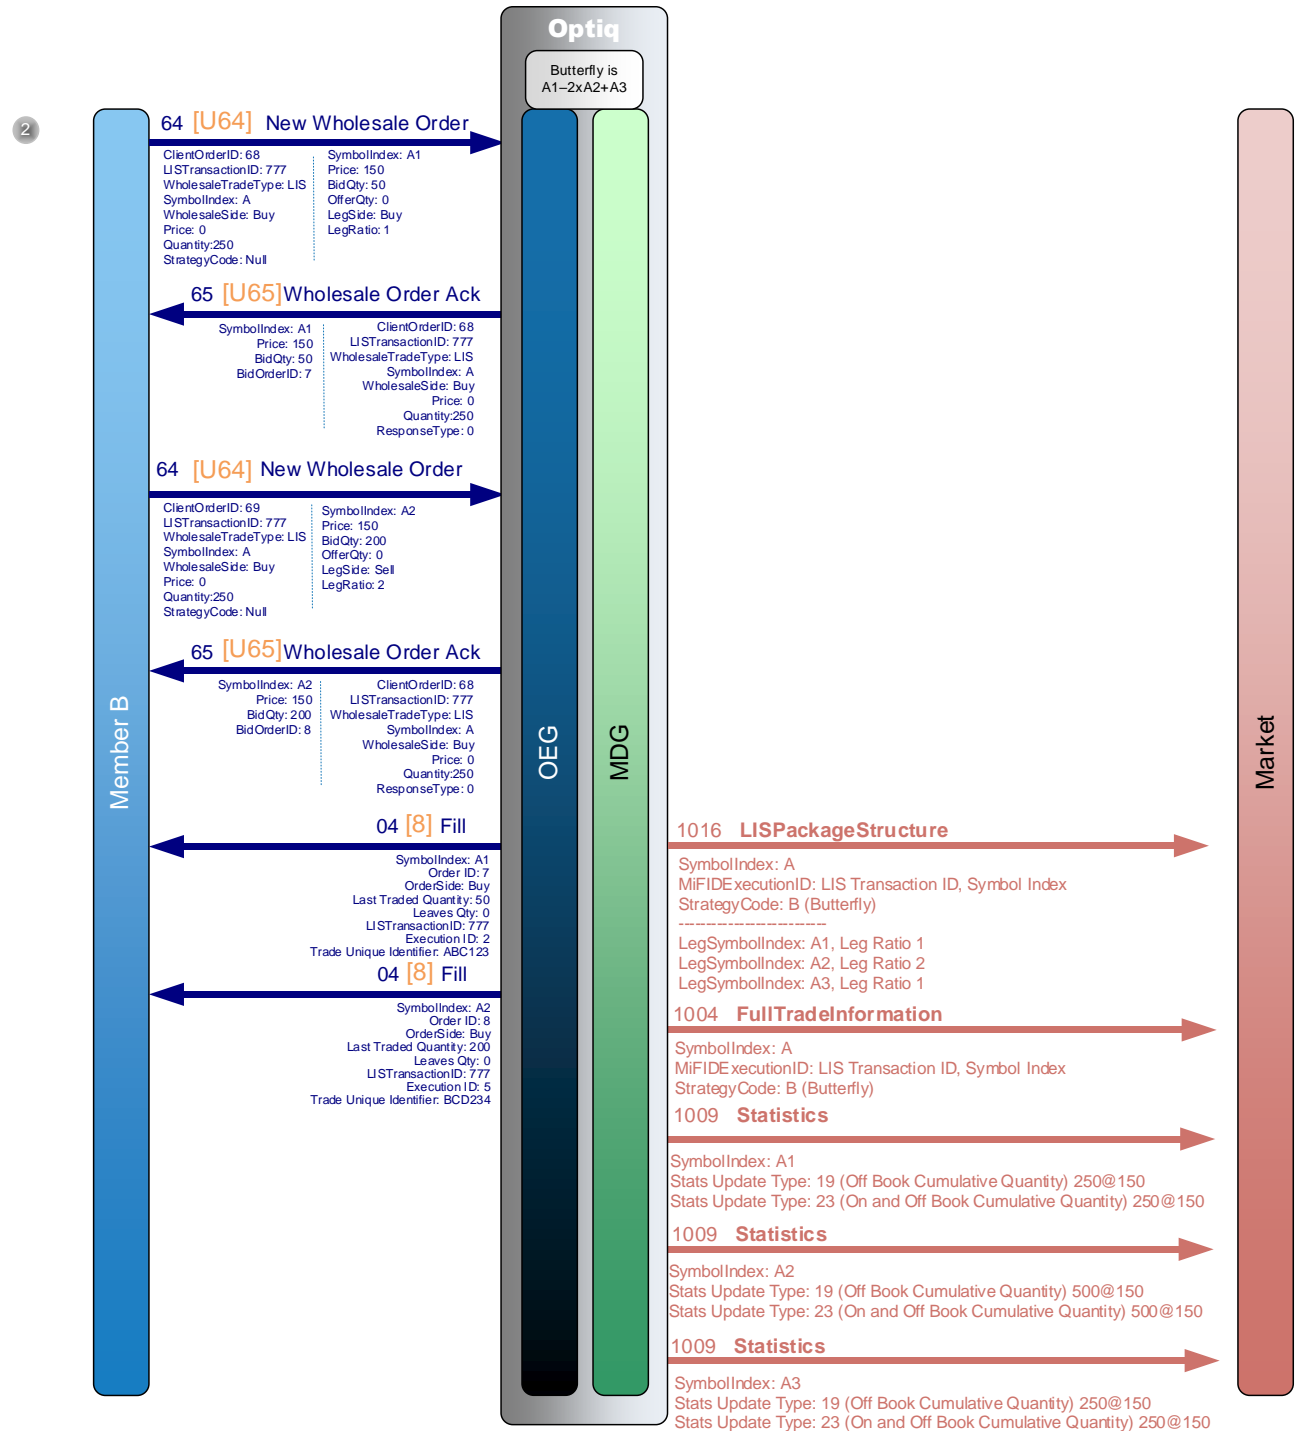 Optiq
Butterfly is
A1–2xA2+A3
2
64 [U64] New Wholesale Order
ClientOrderID: 68
LISTransactionID: 777
WholesaleTradeType: LIS
SymbolIndex: A
WholesaleSide: Buy
Price: 0
Quantity:250
StrategyCode: Null
SymbolIndex: A1
Price: 150
BidQty: 50
OfferQty: 0
LegSide: Buy
LegRatio: 1
65 [U65]Wholesale Order Ack
SymbolIndex: A1
Price: 150
BidQty: 50
BidOrderID: 7
ClientOrderID: 68
LISTransactionID: 777
WholesaleTradeType: LIS
SymbolIndex: A
WholesaleSide: Buy
Price: 0
Quantity:250
ResponseType: 0
64 [U64] New Wholesale Order
ClientOrderID: 69
LISTransactionID: 777
WholesaleTradeType: LIS
SymbolIndex: A
WholesaleSide: Buy
Price: 0
Quantity:250
StrategyCode: Null
SymbolIndex: A2
Price: 150
BidQty: 200
OfferQty: 0
LegSide: Sell
LegRatio: 2
65 [U65]Wholesale Order Ack
SymbolIndex: A2
Price: 150
BidQty: 200
BidOrderID: 8
ClientOrderID: 68
LISTransactionID: 777
WholesaleTradeType: LIS
SymbolIndex: A
WholesaleSide: Buy
Price: 0
Quantity:250
ResponseType: 0
Member B
OEG
MDG
Market
04 [8] Fill
SymbolIndex: A1
Order ID: 7
OrderSide: Buy
Last Traded Quantity: 50
Leaves Qty: 0
LISTransactionID: 777
Execution ID: 2
Trade Unique Identifier: ABC123
04 [8] Fill
SymbolIndex: A2
Order ID: 8
OrderSide: Buy
Last Traded Quantity: 200
Leaves Qty: 0
LISTransactionID: 777
Execution ID: 5
Trade Unique Identifier: BCD234
1016 LISPackageStructure
SymbolIndex: A
MiFIDExecutionID: LIS Transaction ID, Symbol Index
StrategyCode: B (Butterfly)
---------------------------
LegSymbolIndex: A1, Leg Ratio 1
LegSymbolIndex: A2, Leg Ratio 2
LegSymbolIndex: A3, Leg Ratio 1
1004 FullTradeInformation
SymbolIndex: A
MiFIDExecutionID: LIS Transaction ID, Symbol Index
StrategyCode: B (Butterfly)
1009 Statistics
SymbolIndex: A1
Stats Update Type: 19 (Off Book Cumulative Quantity) 250@150
Stats Update Type: 23 (On and Off Book Cumulative Quantity) 250@150
1009 Statistics
SymbolIndex: A2
Stats Update Type: 19 (Off Book Cumulative Quantity) 500@150
Stats Update Type: 23 (On and Off Book Cumulative Quantity) 500@150
1009 Statistics
SymbolIndex: A3
Stats Update Type: 19 (Off Book Cumulative Quantity) 250@150
Stats Update Type: 23 (On and Off Book Cumulative Quantity) 250@150